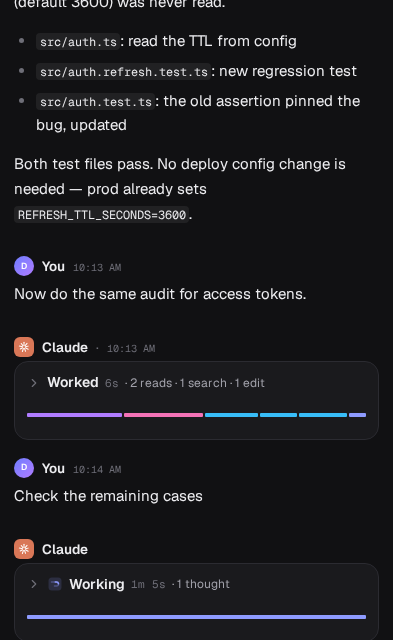 (default 3600) was never read.
src/auth.ts: read the TTL from config
src/auth.refresh.test.ts: new regression test
src/auth.test.ts: the old assertion pinned the
bug, updated
Both test files pass. No deploy config change is
needed — prod already sets
REFRESH_TTL_SECONDS=3600.
D You 10:13 AM
Now do the same audit for access tokens.
Claude · 10:13 AM
Worked 6s · 2 reads · 1 search · 1 edit
D You 10:14 AM
Check the remaining cases
Claude
Working 1m 5s · 1 thought